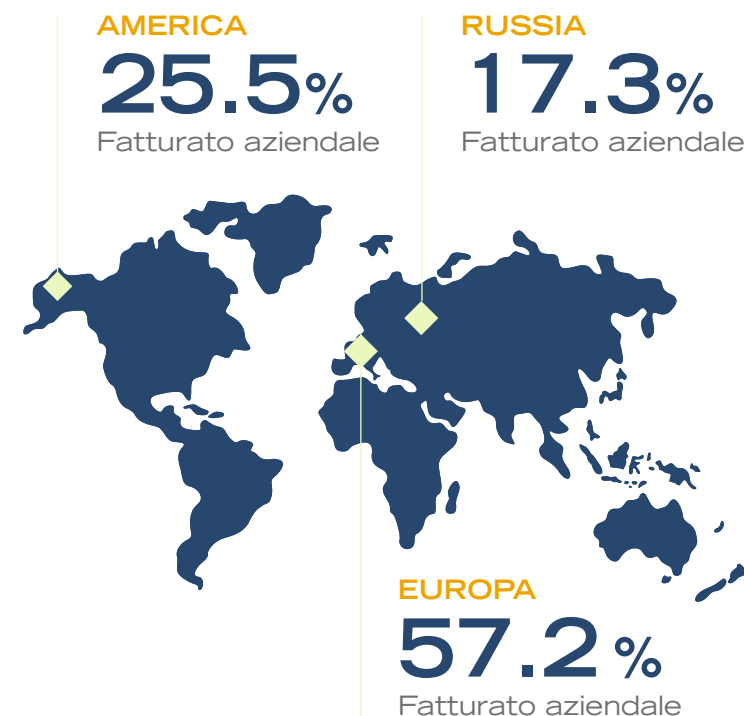 AMERICA
25.5%
Fatturato aziendale
RUSSIA
17.3%
Fatturato aziendale
EUROPA
57.2 %
Fatturato aziendale